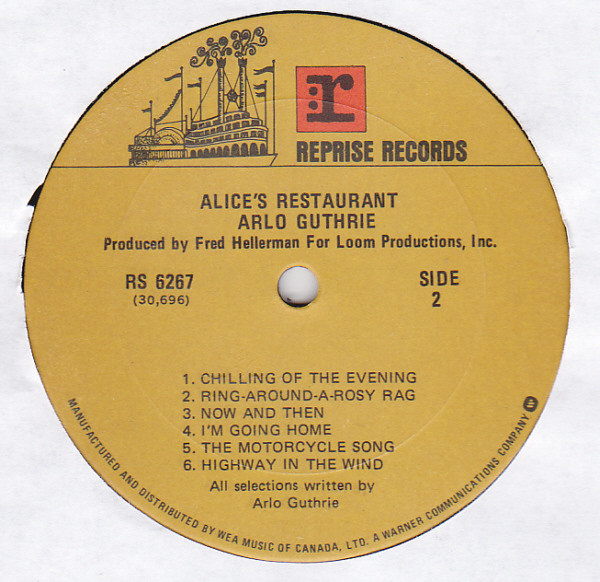 r
REPRISE RECORDS
ALICE'S RESTAURANT
ARLO GUTHRIE
Produced by Fred Hellerman For Loom Productions, Inc.
RS 6267
(30,696)
SIDE
2
1. CHILLING OF THE EVENING
2. RING-AROUND-A-ROSY RAG
3. NOW AND THEN
4. I'M GOING HOME
5. THE MOTORCYCLE SONG
6. HIGHWAY IN THE WIND
All selections written by
Arlo Guthrie
MANUFACTURED AND DISTRIBUTED BY WEA MUSIC OF CANADA, LTD. A WARNER COMMUNICATIONS COMPANY